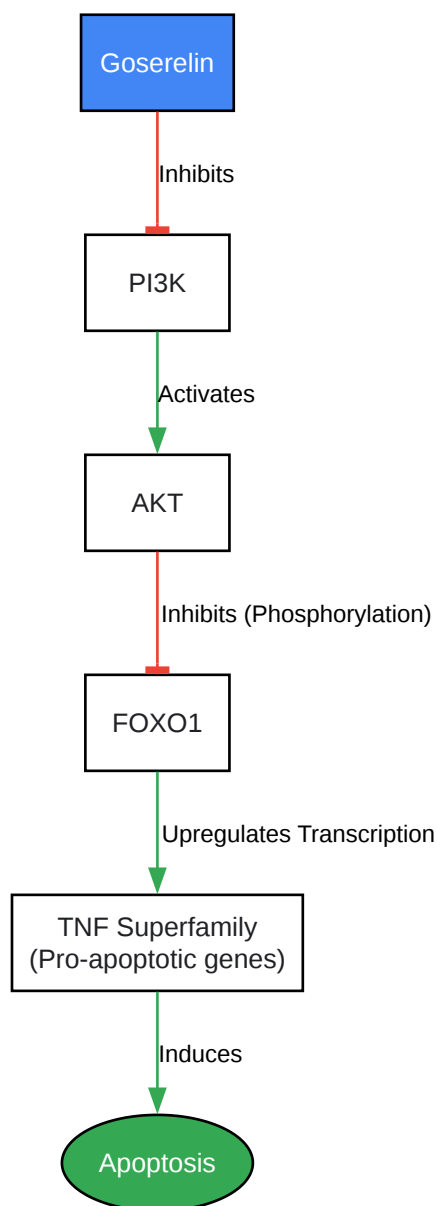 Goserelin
Inhibits
PI3K
Activates
AKT
Inhibits (Phosphorylation)
FOXO1
Upregulates Transcription
TNF Superfamily
(Pro-apoptotic genes)
Induces
Apoptosis